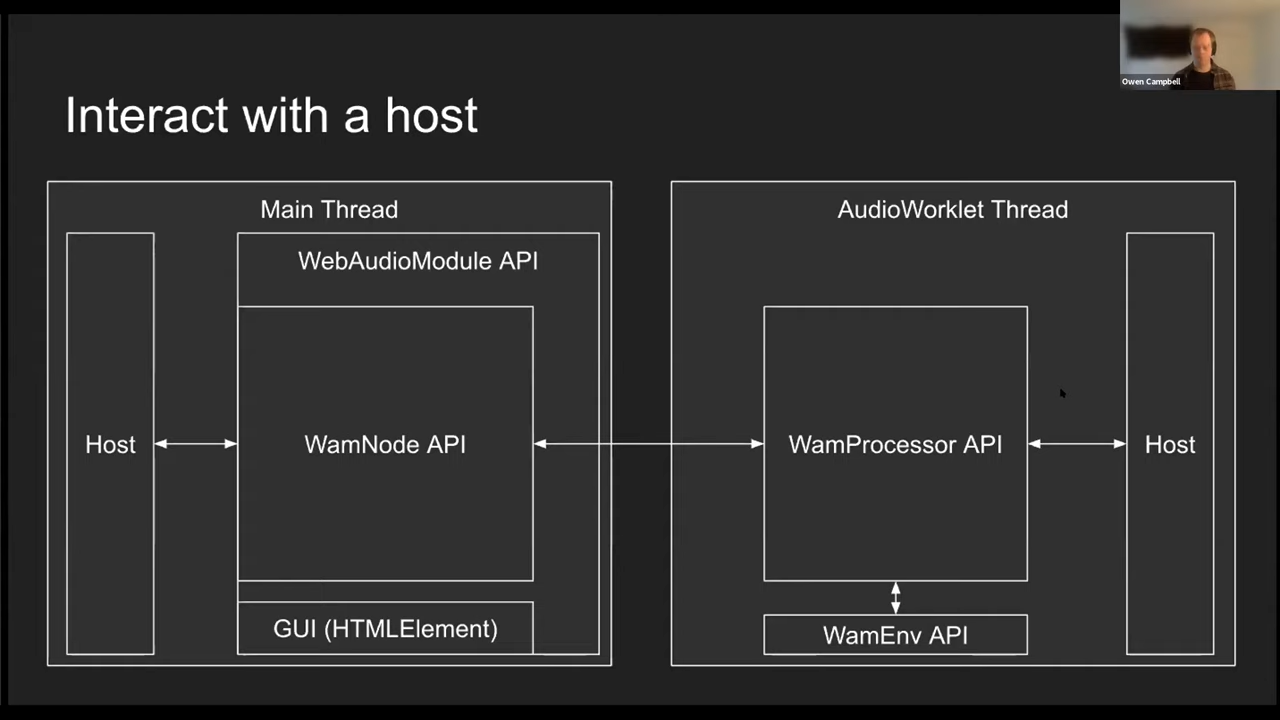 Owen Campbell
Interact with a host
Main Thread
WebAudioModule API
Host
WamNode API
GUI (HTMLElement)
AudioWorklet Thread
WamProcessor API
Host
WamEnv API